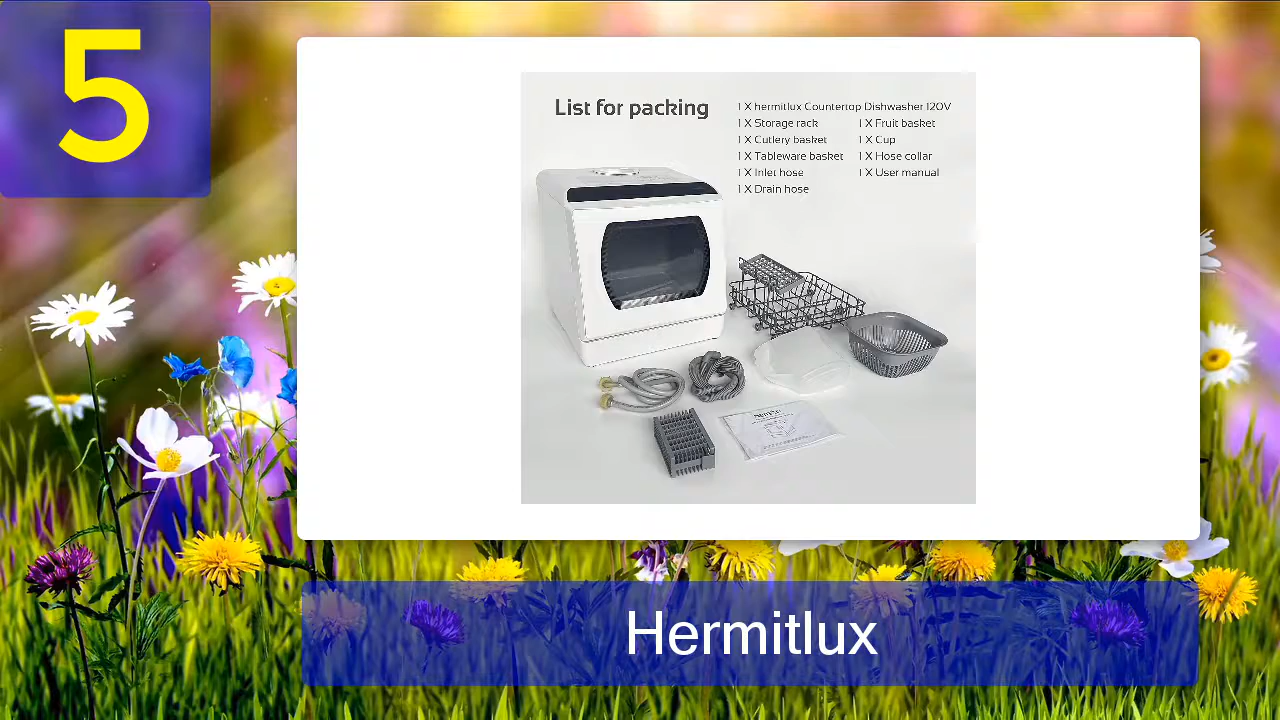 5
List for packing
1 X hermitlux Countertop Dishwasher 120V
1 X Storage rack
1 X Fruit basket
1 X Cutlery basket
1 X Cup
1 X Tableware basket
1 X Hose collar
1 X Inlet hose
1 X User manual
1 X Drain hose
Hermitlux